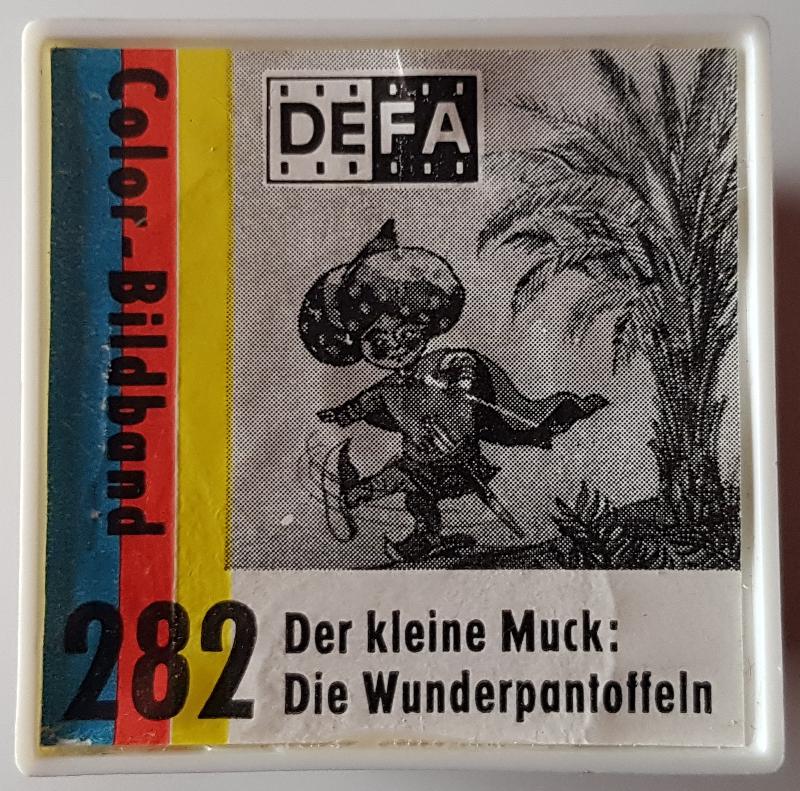 DEFA
Color-Bildband
282
Der kleine Muck:
Die Wunderpantoffeln